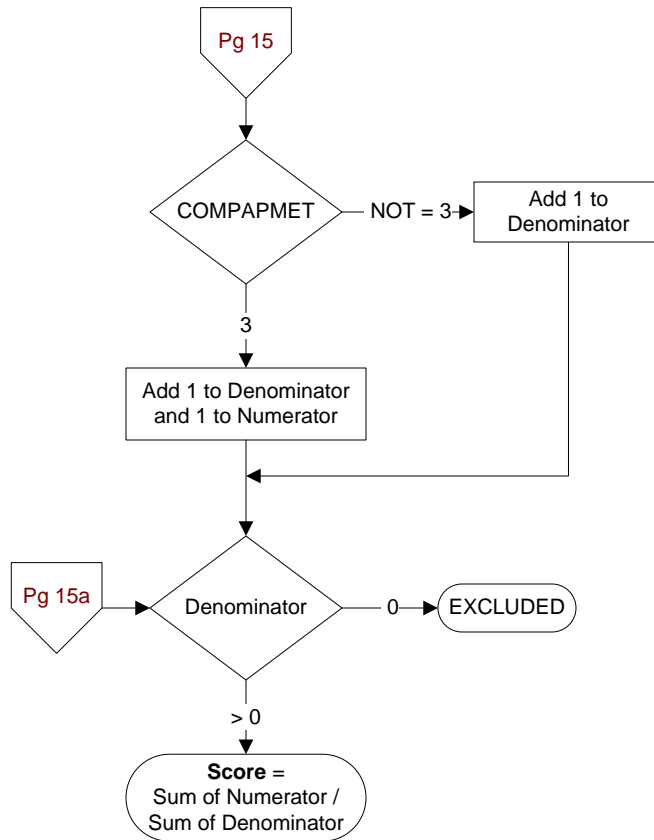 Pg 15
COMPAPMET
NOT = 3
Add 1 to
Denominator
3
Add 1 to Denominator
and 1 to Numerator
Pg 15a
Denominator
0
EXCLUDED
> 0
Score =
Sum of Numerator /
Sum of Denominator